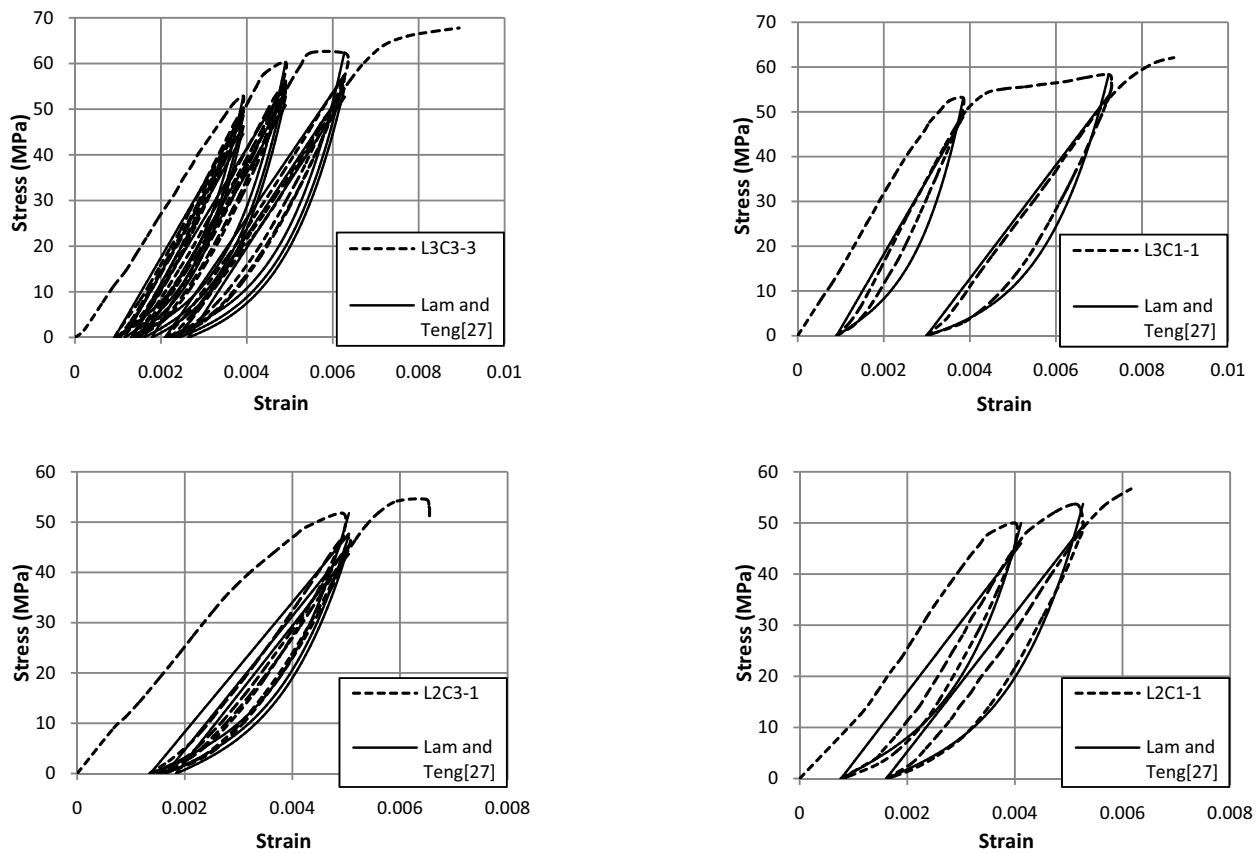 70
60
50
40
30
20
10
0
Stress (MPa)
L3C3-3
Lam and
Teng[27]
0 0.002 0.004 0.006 0.008 0.01
Strain
70
60
50
40
30
20
10
0
Stress (MPa)
L3C1-1
Lam and
Teng[27]
0 0.002 0.004 0.006 0.008 0.01
Strain
60
50
40
30
20
10
0
Stress (MPa)
L2C3-1
Lam and
Teng[27]
0 0.002 0.004 0.006 0.008
Strain
60
50
40
30
20
10
0
Stress (MPa)
L2C1-1
Lam and
Teng[27]
0 0.002 0.004 0.006 0.008
Strain